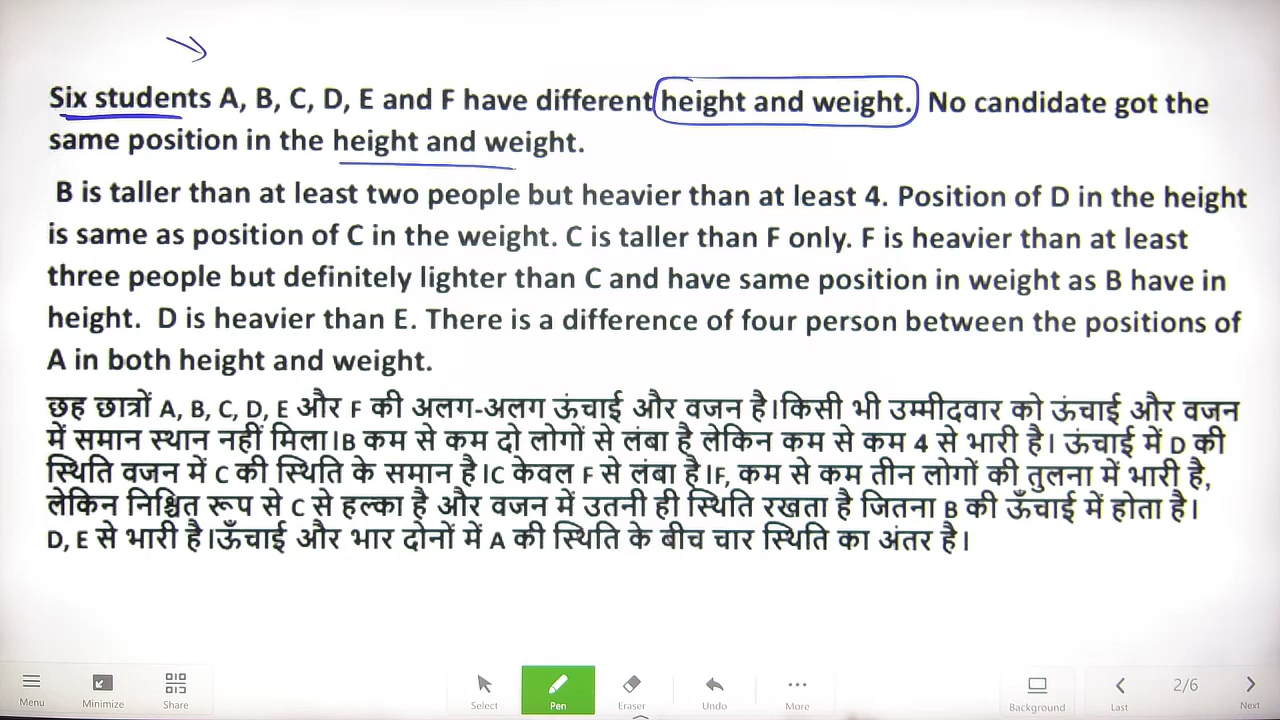 Six students A, B, C, D, E and F have different height and weight. No candidate got the
same position in the height and weight.
B is taller than at least two people but heavier than at least 4. Position of D in the height
is same as position of C in the weight. C is taller than F only. F is heavier than at least
three people but definitely lighter than C and have same position in weight as B have in
height. D is heavier than E. There is a difference of four person between the positions of
A in both height and weight.
छह छात्रों A, B, C, D, E और F की अलग-अलग ऊंचाई और वजन है।किसी भी उम्मीदवार को ऊंचाई और वजन
में समान स्थान नहीं मिला।B कम से कम दो लोगों से लंबा है लेकिन कम से कम 4 से भारी है। ऊंचाई में D की
स्थिति वजन में C की स्थिति के समान है।C केवल F से लंबा है।F, कम से कम तीन लोगों की तुलना में भारी है,
लेकिन निश्चित रूप से C से हल्का है और वजन में उतनी ही स्थिति रखता है जितना B की ऊँचाई में होता है।
D, E से भारी है।ऊँचाई और भार दोनों में A की स्थिति के बीच चार स्थिति का अंतर है।
Menu Minimize Share Select Pen Eraser Undo More Background Last 2/6 Next